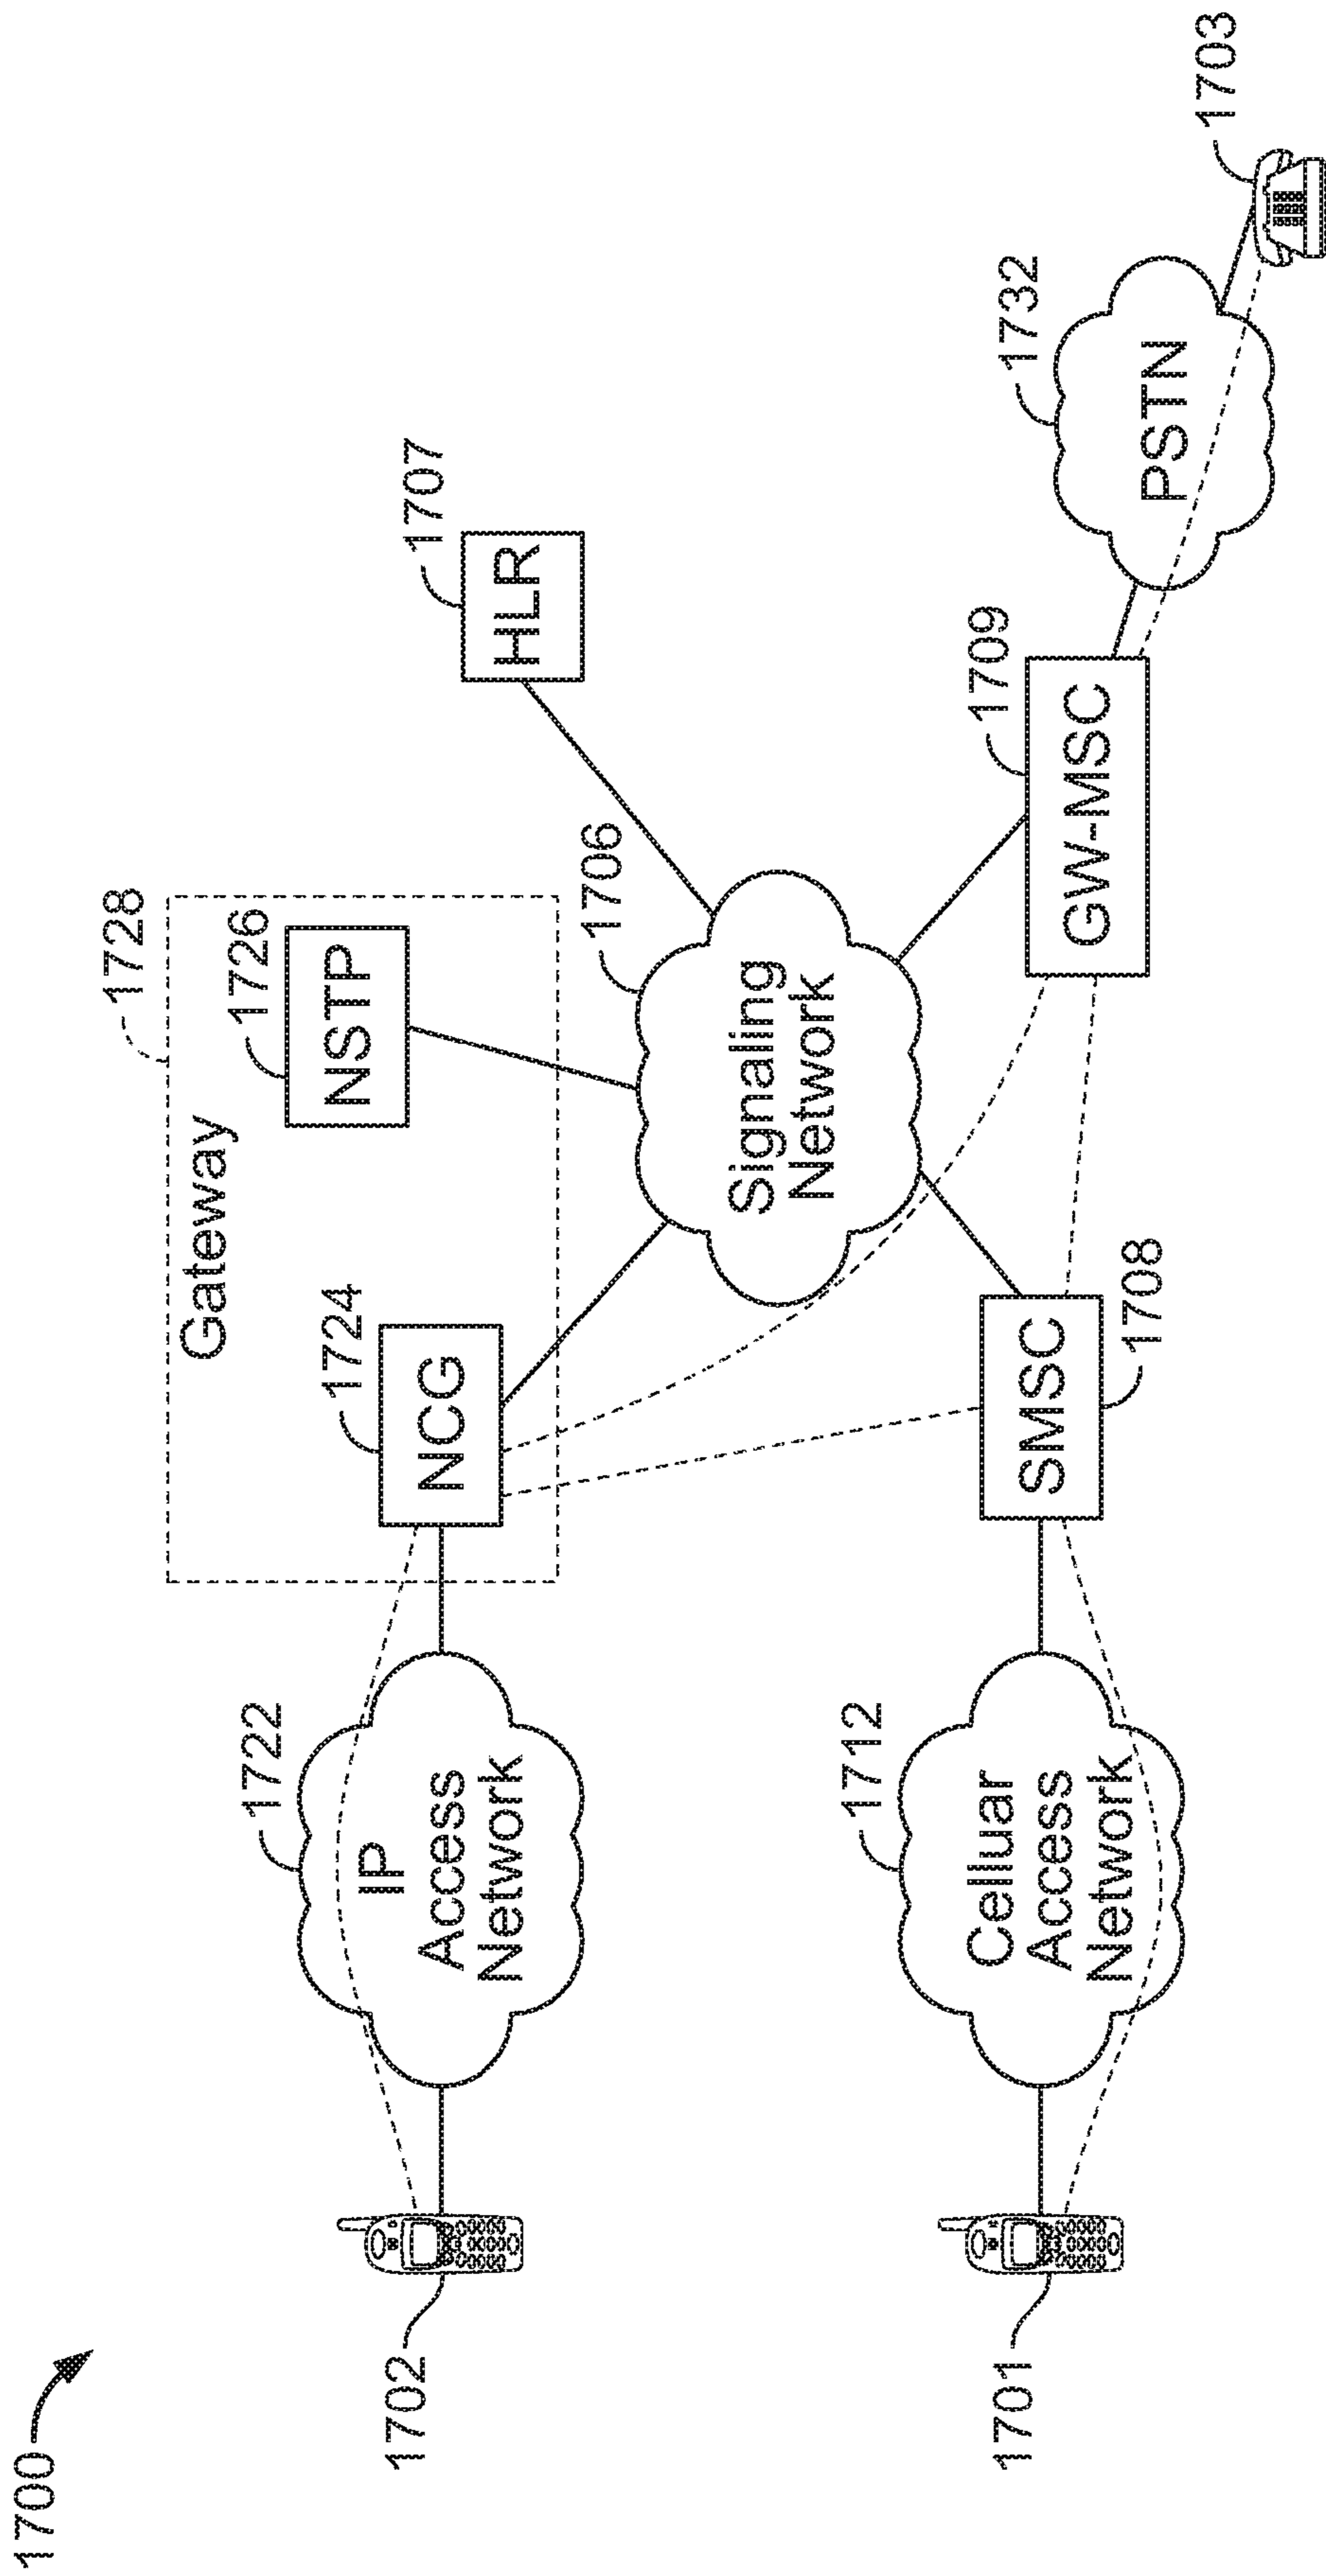 1700
1728
Gateway
1726
NSTP
1724
NCG
1722
IP
Access
Network
1702
1707
HLR
1706
Signaling
Network
1712
Celluar
Access
Network
1701
SMSC
1708
1709
GW-MSC
1732
PSTN
1703